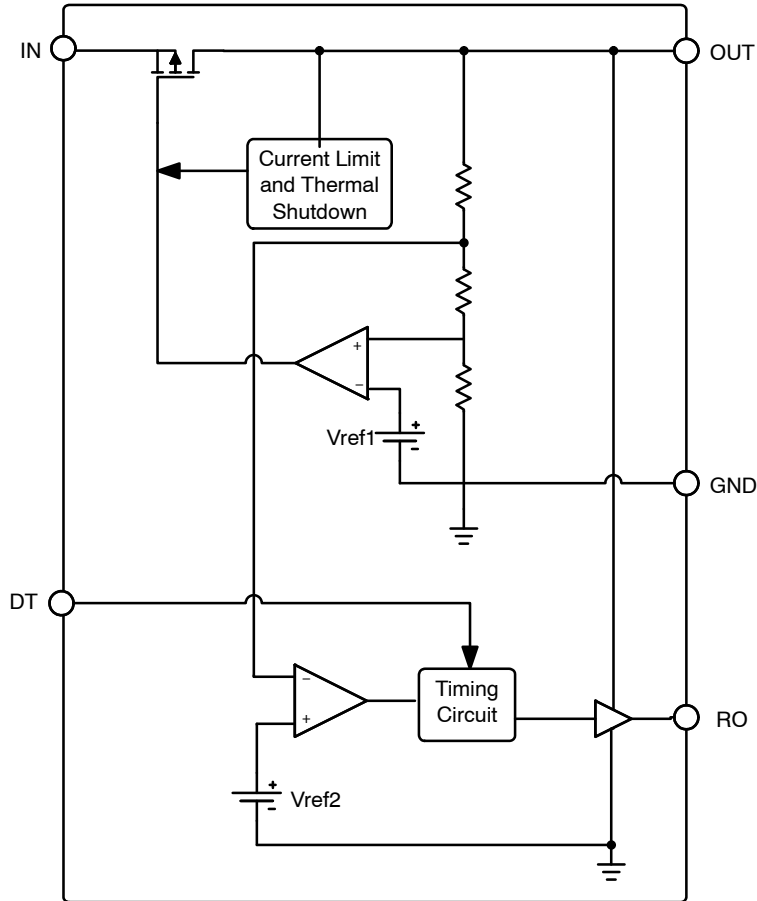 IN
OUT
Current Limit
and Thermal
Shutdown
+
−
Vref1
+
-
GND
DT
−
+
Timing
Circuit
RO
+
-
Vref2